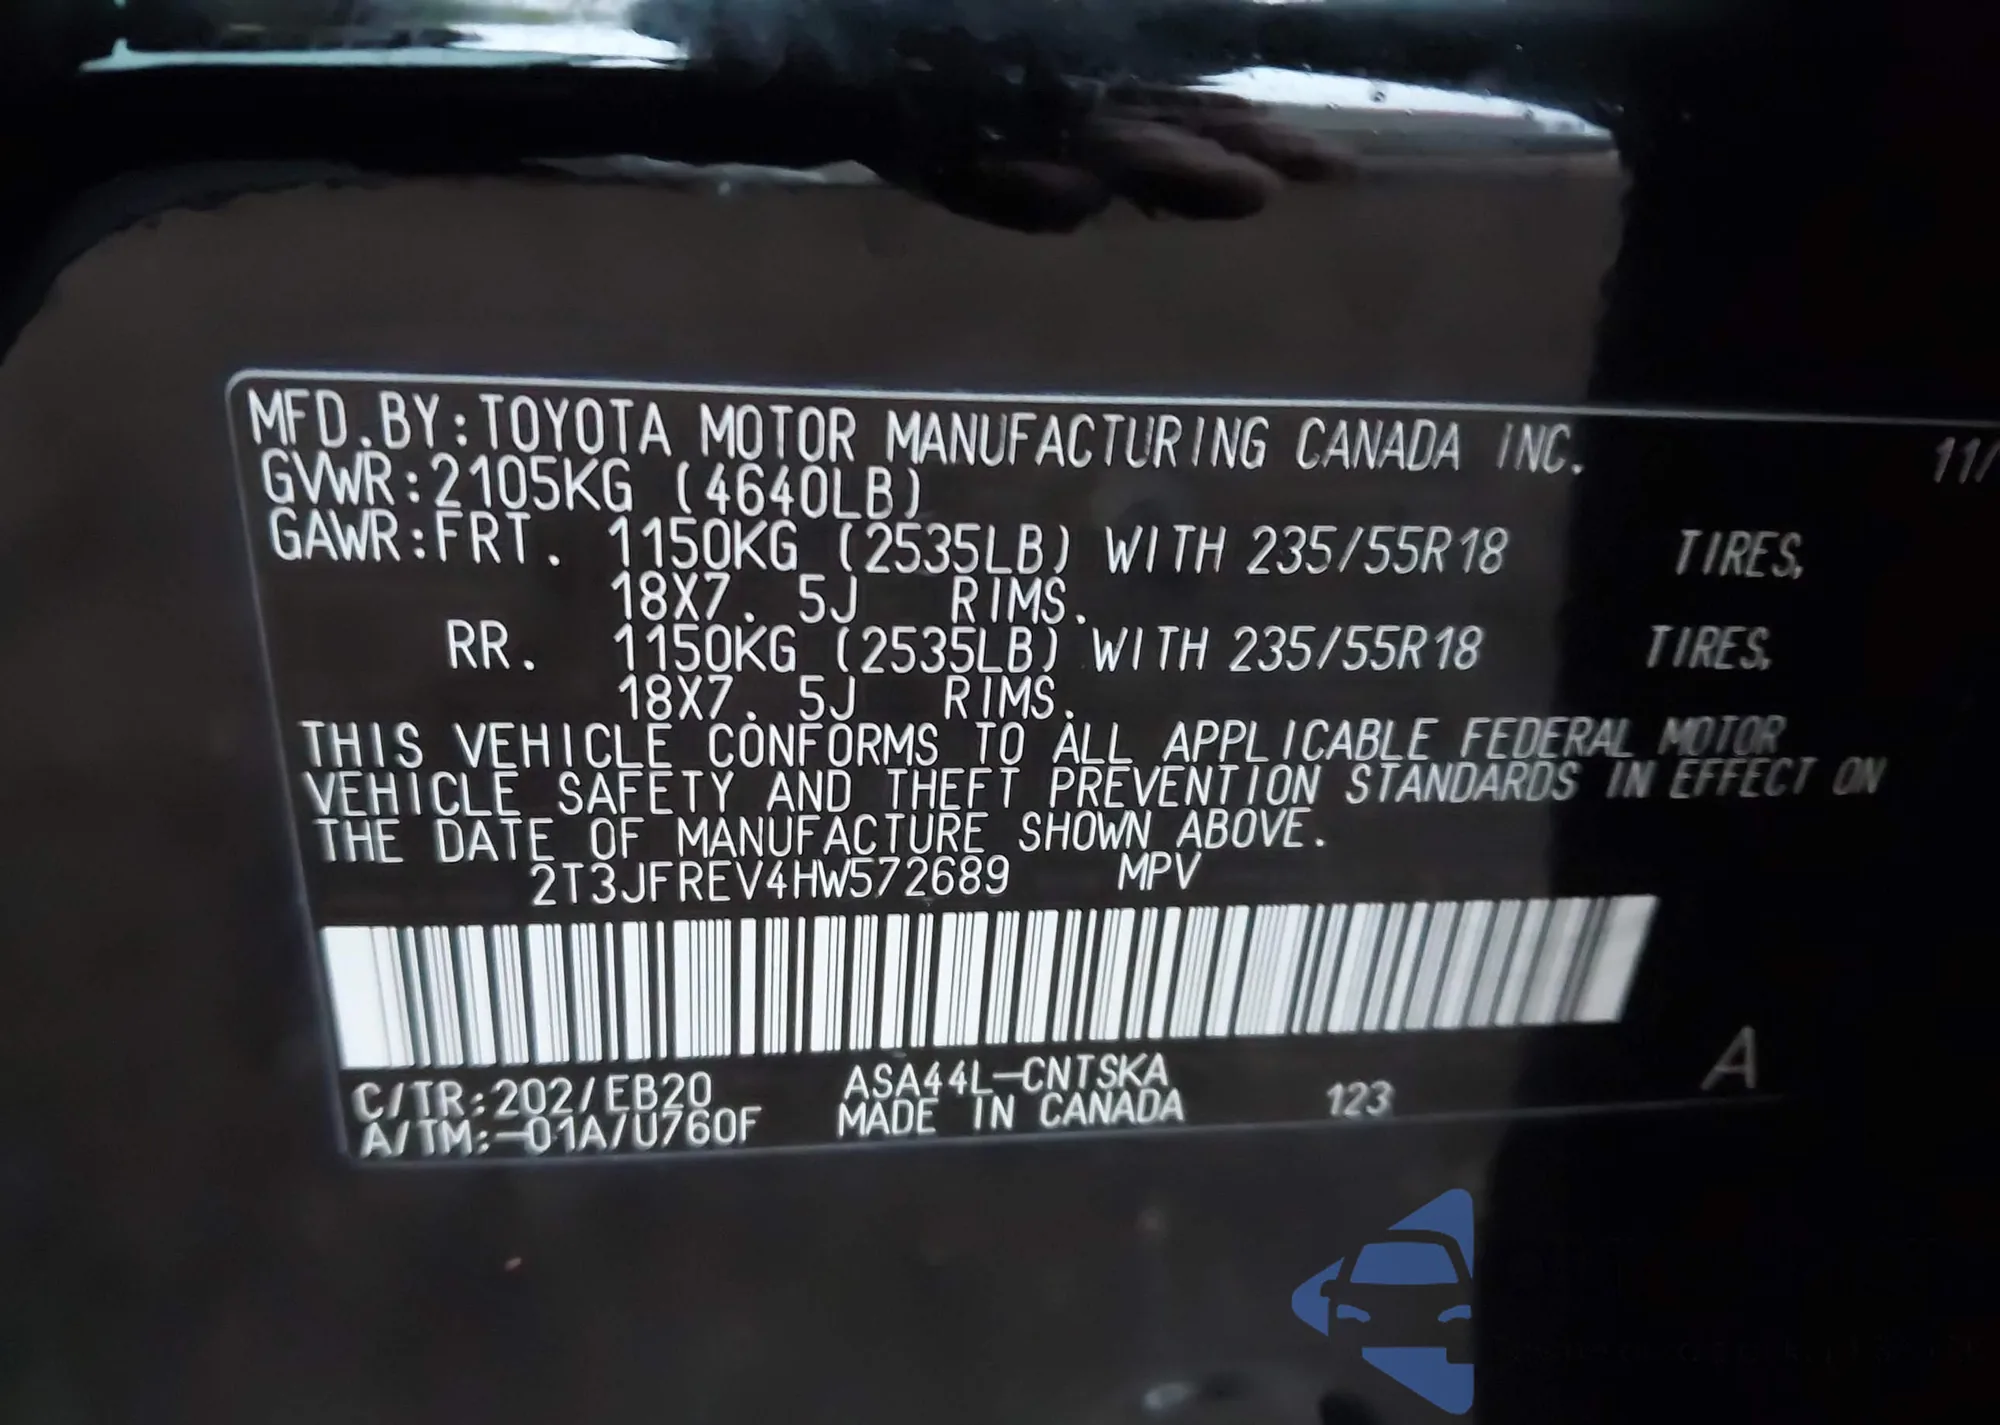 MFD.BY:TOYOTA MOTOR MANUFACTURING CANADA INC. 11/
GVWR:2105KG (4640LB)
GAWR:FRT. 1150KG (2535LB) WITH 235/55R18 TIRES,
18X7.5J RIMS.
RR. 1150KG (2535LB) WITH 235/55R18 TIRES,
18X7.5J RIMS.
THIS VEHICLE CONFORMS TO ALL APPLICABLE FEDERAL MOTOR
VEHICLE SAFETY AND THEFT PREVENTION STANDARDS IN EFFECT ON
THE DATE OF MANUFACTURE SHOWN ABOVE.
2T3JFREV4HW572689 MPV
C/TR:202/EB20 ASA44L-CNTSKA 123 A
A/TM:-01A/U760F MADE IN CANADA